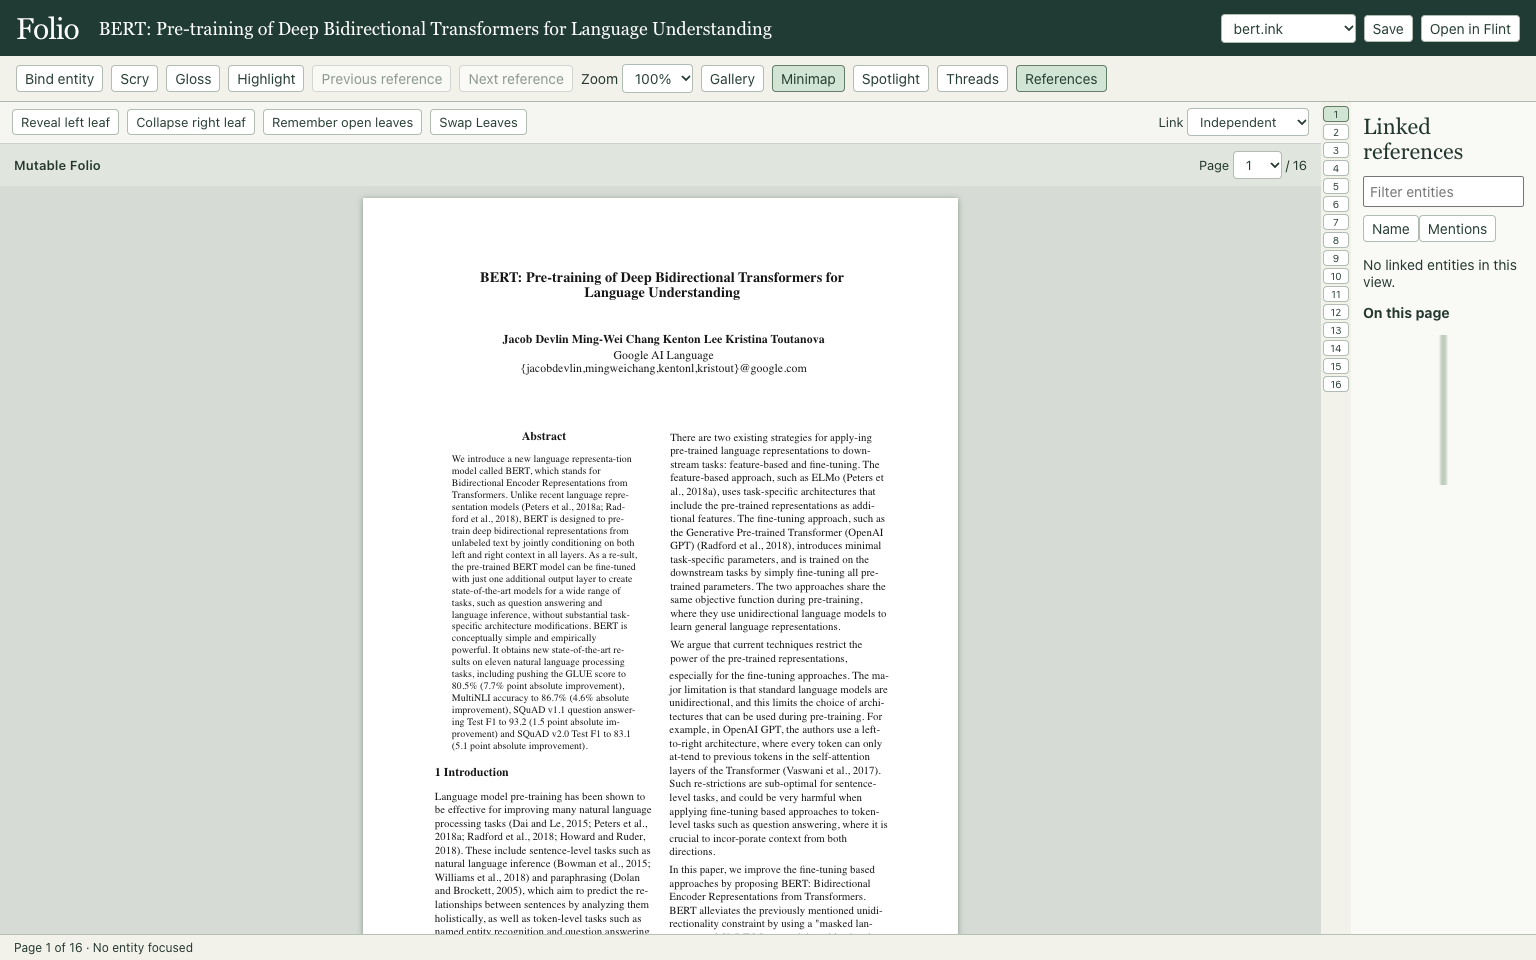 Folio
BERT: Pre-training of Deep Bidirectional Transformers for Language Understanding
bert.ink
Save
Open in Flint
Bind entity
Scry
Gloss
Highlight
Previous reference
Next reference
Zoom
100%
Gallery
Minimap
Spotlight
Threads
References
Reveal left leaf
Collapse right leaf
Remember open leaves
Swap Leaves
Link
Independent
Mutable Folio
Page 1 / 16
BERT: Pre-training of Deep Bidirectional Transformers for
Language Understanding
Jacob Devlin Ming-Wei Chang Kenton Lee Kristina Toutanova
Google AI Language
{jacobdevlin,mingweichang,kentonl,kristout}@google.com
Abstract
We introduce a new language representa-tion
model called BERT, which stands for
Bidirectional Encoder Representations from
Transformers. Unlike recent language repre-
sentation models (Peters et al., 2018a; Rad-
ford et al., 2018), BERT is designed to pre-
train deep bidirectional representations from
unlabeled text by jointly conditioning on both
left and right context in all layers. As a re-sult,
the pre-trained BERT model can be fine-tuned
with just one additional output layer to create
state-of-the-art models for a wide range of
tasks, such as question answering and
language inference, without substantial task-
specific architecture modifications. BERT is
conceptually simple and empirically
powerful. It obtains new state-of-the-art re-
sults on eleven natural language processing
tasks, including pushing the GLUE score to
80.5% (7.7% point absolute improvement),
MultiNLI accuracy to 86.7% (4.6% absolute
improvement), SQuAD v1.1 question answer-
ing Test F1 to 93.2 (1.5 point absolute im-
provement) and SQuAD v2.0 Test F1 to 83.1
(5.1 point absolute improvement).
1 Introduction
Language model pre-training has been shown to
be effective for improving many natural language
processing tasks (Dai and Le, 2015; Peters et al.,
2018a; Radford et al., 2018; Howard and Ruder,
2018). These include sentence-level tasks such as
natural language inference (Bowman et al., 2015;
Williams et al., 2018) and paraphrasing (Dolan
and Brockett, 2005), which aim to predict the re-
lationships between sentences by analyzing them
holistically, as well as token-level tasks such as
named entity recognition and question answering
There are two existing strategies for apply-ing
pre-trained language representations to down-
stream tasks: feature-based and fine-tuning. The
feature-based approach, such as ELMo (Peters et
al., 2018a), uses task-specific architectures that
include the pre-trained representations as addi-
tional features. The fine-tuning approach, such as
the Generative Pre-trained Transformer (OpenAI
GPT) (Radford et al., 2018), introduces minimal
task-specific parameters, and is trained on the
downstream tasks by simply fine-tuning all pre-
trained parameters. The two approaches share the
same objective function during pre-training,
where they use unidirectional language models to
learn general language representations.
We argue that current techniques restrict the
power of the pre-trained representations,
especially for the fine-tuning approaches. The ma-
jor limitation is that standard language models are
unidirectional, and this limits the choice of archi-
tectures that can be used during pre-training. For
example, in OpenAI GPT, the authors use a left-
to-right architecture, where every token can only
at-tend to previous tokens in the self-attention
layers of the Transformer (Vaswani et al., 2017).
Such re-strictions are sub-optimal for sentence-
level tasks, and could be very harmful when
applying fine-tuning based approaches to token-
level tasks such as question answering, where it is
crucial to incor-porate context from both
directions.
In this paper, we improve the fine-tuning based
approaches by proposing BERT: Bidirectional
Encoder Representations from Transformers.
BERT alleviates the previously mentioned unidi-
rectionality constraint by using a "masked lan-
1
2
3
4
5
6
7
8
9
10
11
12
13
14
15
16
Linked
references
Filter entities
Name
Mentions
No linked entities in this
view.
On this page
Page 1 of 16 · No entity focused